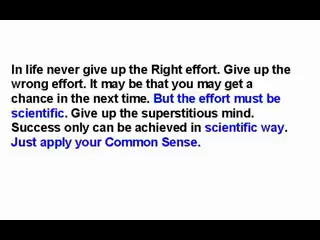 In life never give up the Right effort. Give up the
wrong effort. It may be that you may get a
chance in the next time. But the effort must be
scientific. Give up the superstitious mind.
Success only can be achieved in scientific way.
Just apply your Common Sense.